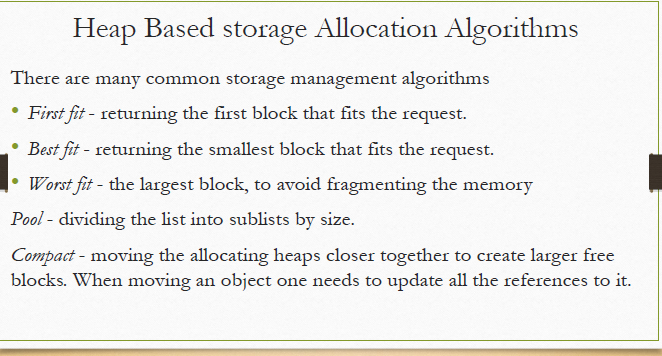 Heap Based storage Allocation Algorithms
There are many common storage management algorithms
• First fit - returning the first block that fits the request.
• Best fit - returning the smallest block that fits the request.
• Worst fit - the largest block, to avoid fragmenting the memory
Pool - dividing the list into sublists by size.
Compact - moving the allocating heaps closer together to create larger free
blocks. When moving an object one needs to update all the references to it.